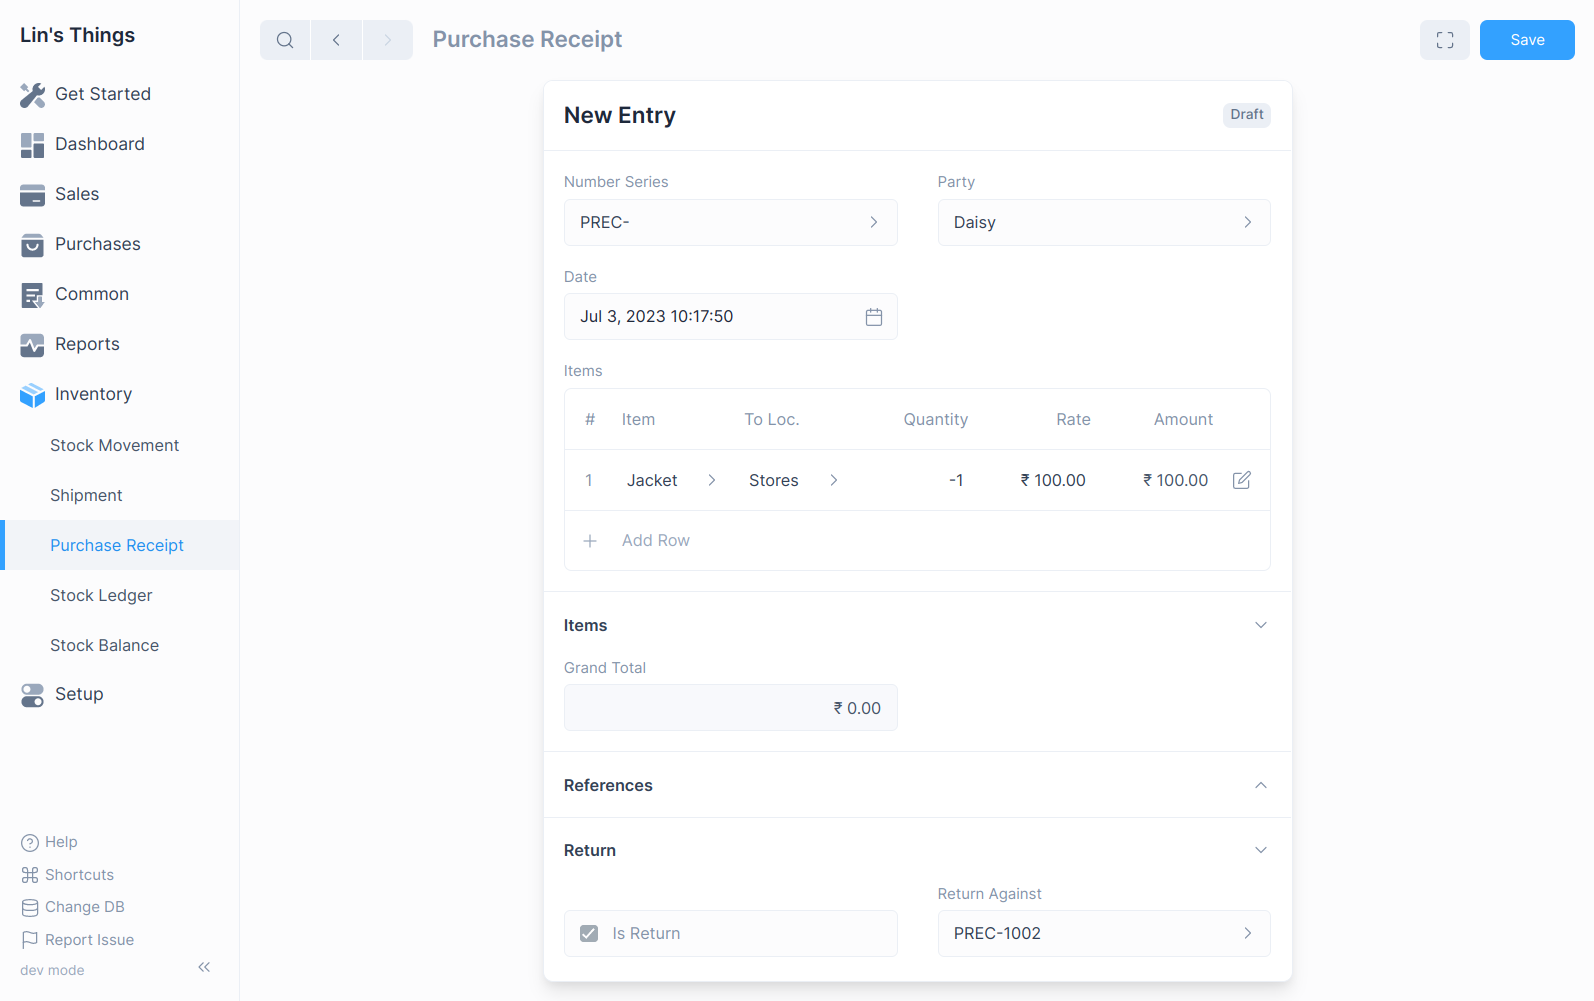 Lin's Things
Get Started
Dashboard
Sales
Purchases
Common
Reports
Inventory
Stock Movement
Shipment
Purchase Receipt
Stock Ledger
Stock Balance
Setup
Help
Shortcuts
Change DB
Report Issue
dev mode
Purchase Receipt
Save
New Entry
Draft
Number Series
Party
PREC-
Daisy
Date
Jul 3, 2023 10:17:50
Items
# Item To Loc. Quantity Rate Amount
1 Jacket Stores -1 ₹ 100.00 ₹ 100.00
Add Row
Items
Grand Total
₹ 0.00
References
Return
Return Against
Is Return
PREC-1002